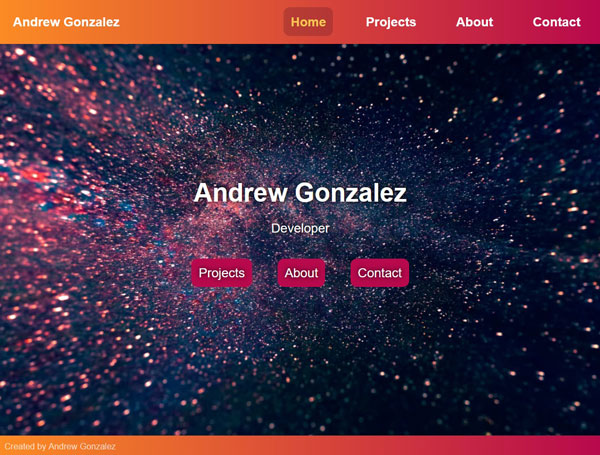 Andrew Gonzalez Home Projects About Contact
Andrew Gonzalez
Developer
Projects About Contact
Created by Andrew Gonzalez